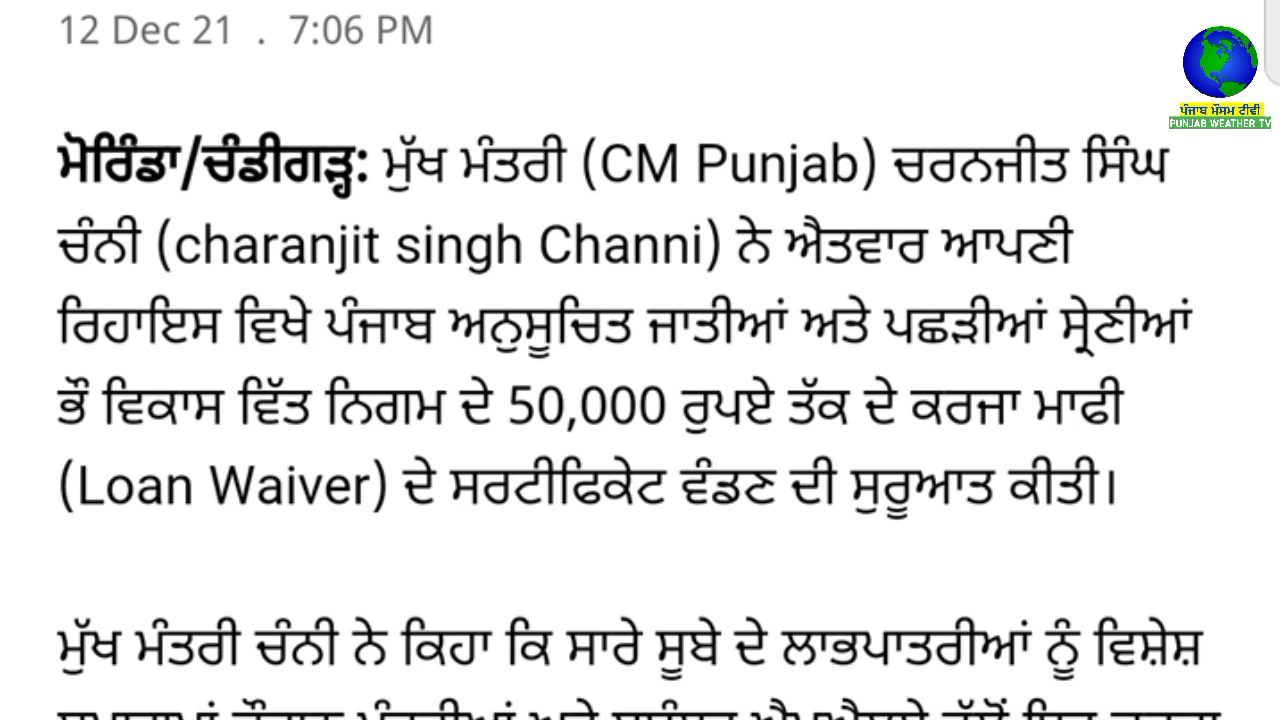 12 Dec 21 . 7:06 PM
ਪੰਜਾਬ ਮੌਸਮ ਟੀਵੀ
PUNJAB WEATHER TV
ਮੋਰਿੰਡਾ/ਚੰਡੀਗੜ੍ਹ: ਮੁੱਖ ਮੰਤਰੀ (CM Punjab) ਚਰਨਜੀਤ ਸਿੰਘ
ਚੰਨੀ (charanjit singh Channi) ਨੇ ਐਤਵਾਰ ਆਪਣੀ
ਰਿਹਾਇਸ ਵਿਖੇ ਪੰਜਾਬ ਅਨੁਸੂਚਿਤ ਜਾਤੀਆਂ ਅਤੇ ਪਛੜੀਆਂ ਸ੍ਰੇਣੀਆਂ
ਭੌਂ ਵਿਕਾਸ ਵਿੱਤ ਨਿਗਮ ਦੇ 50,000 ਰੁਪਏ ਤੱਕ ਦੇ ਕਰਜਾ ਮਾਫੀ
(Loan Waiver) ਦੇ ਸਰਟੀਫਿਕੇਟ ਵੰਡਣ ਦੀ ਸੁਰੂਆਤ ਕੀਤੀ।
ਮੁੱਖ ਮੰਤਰੀ ਚੰਨੀ ਨੇ ਕਿਹਾ ਕਿ ਸਾਰੇ ਸੂਬੇ ਦੇ ਲਾਭਪਾਤਰੀਆਂ ਨੂੰ ਵਿਸ਼ੇਸ਼